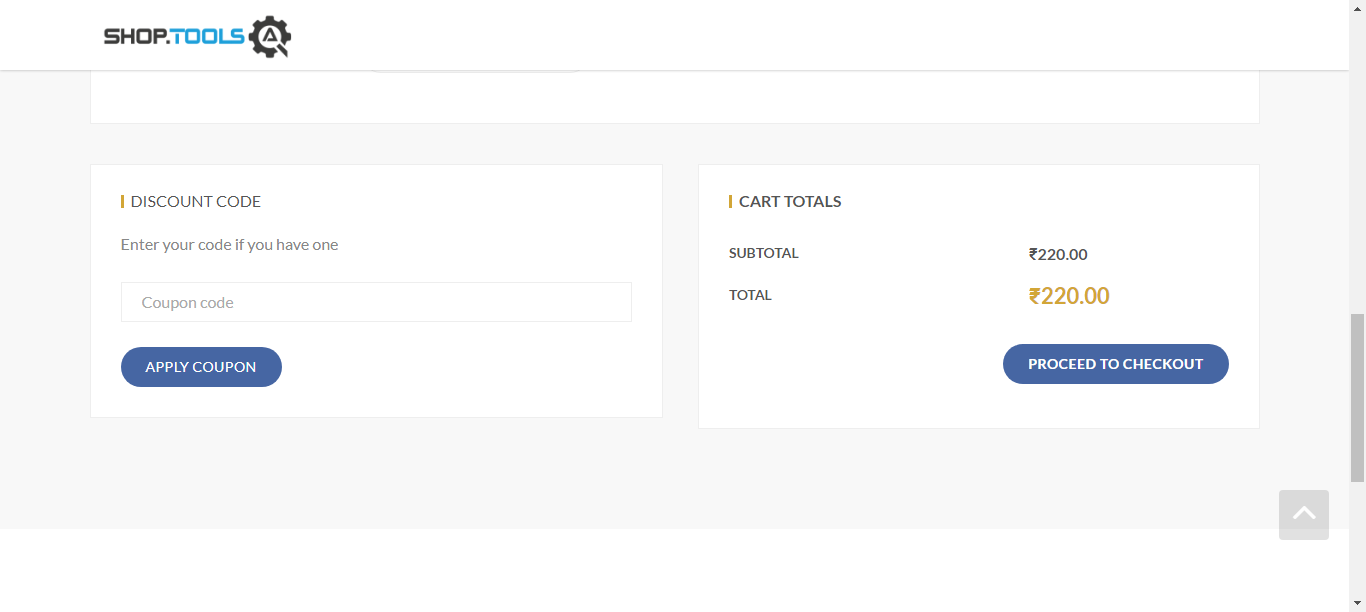 SHOP.TOOLS
DISCOUNT CODE
Enter your code if you have one
Coupon code
APPLY COUPON
CART TOTALS
SUBTOTAL ₹220.00
TOTAL ₹220.00
PROCEED TO CHECKOUT